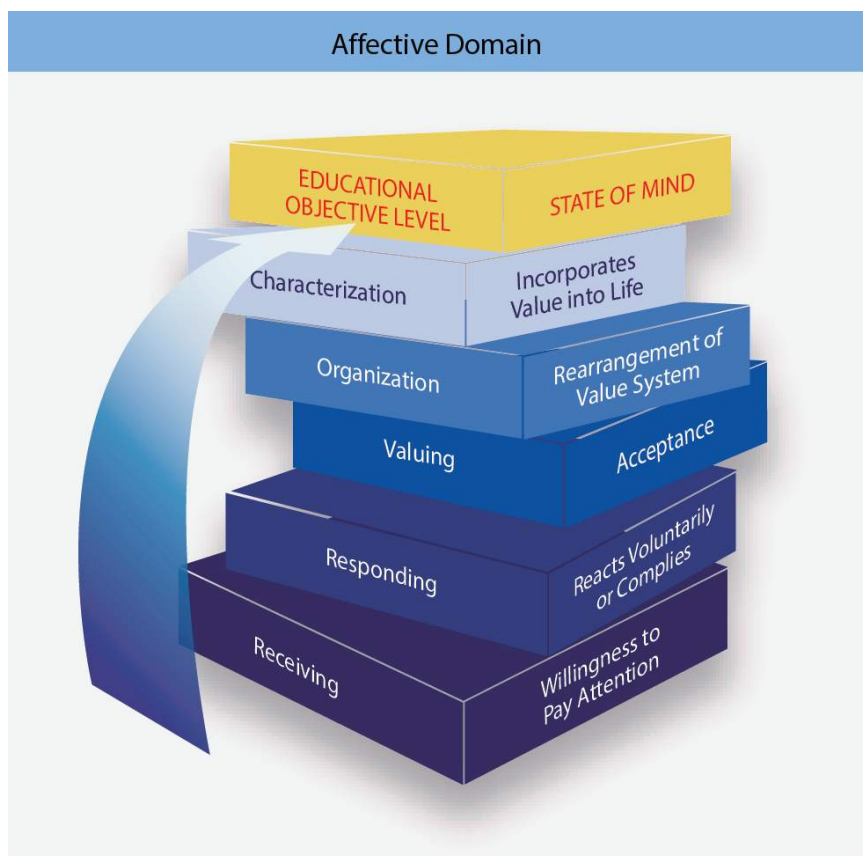 Affective Domain
EDUCATIONAL
OBJECTIVE LEVEL
STATE OF MIND
Characterization
Incorporates
Value into Life
Organization
Rearrangement of
Value System
Valuing
Acceptance
Responding
Reacts Voluntarily
or Complies
Receiving
Willingness to
Pay Attention